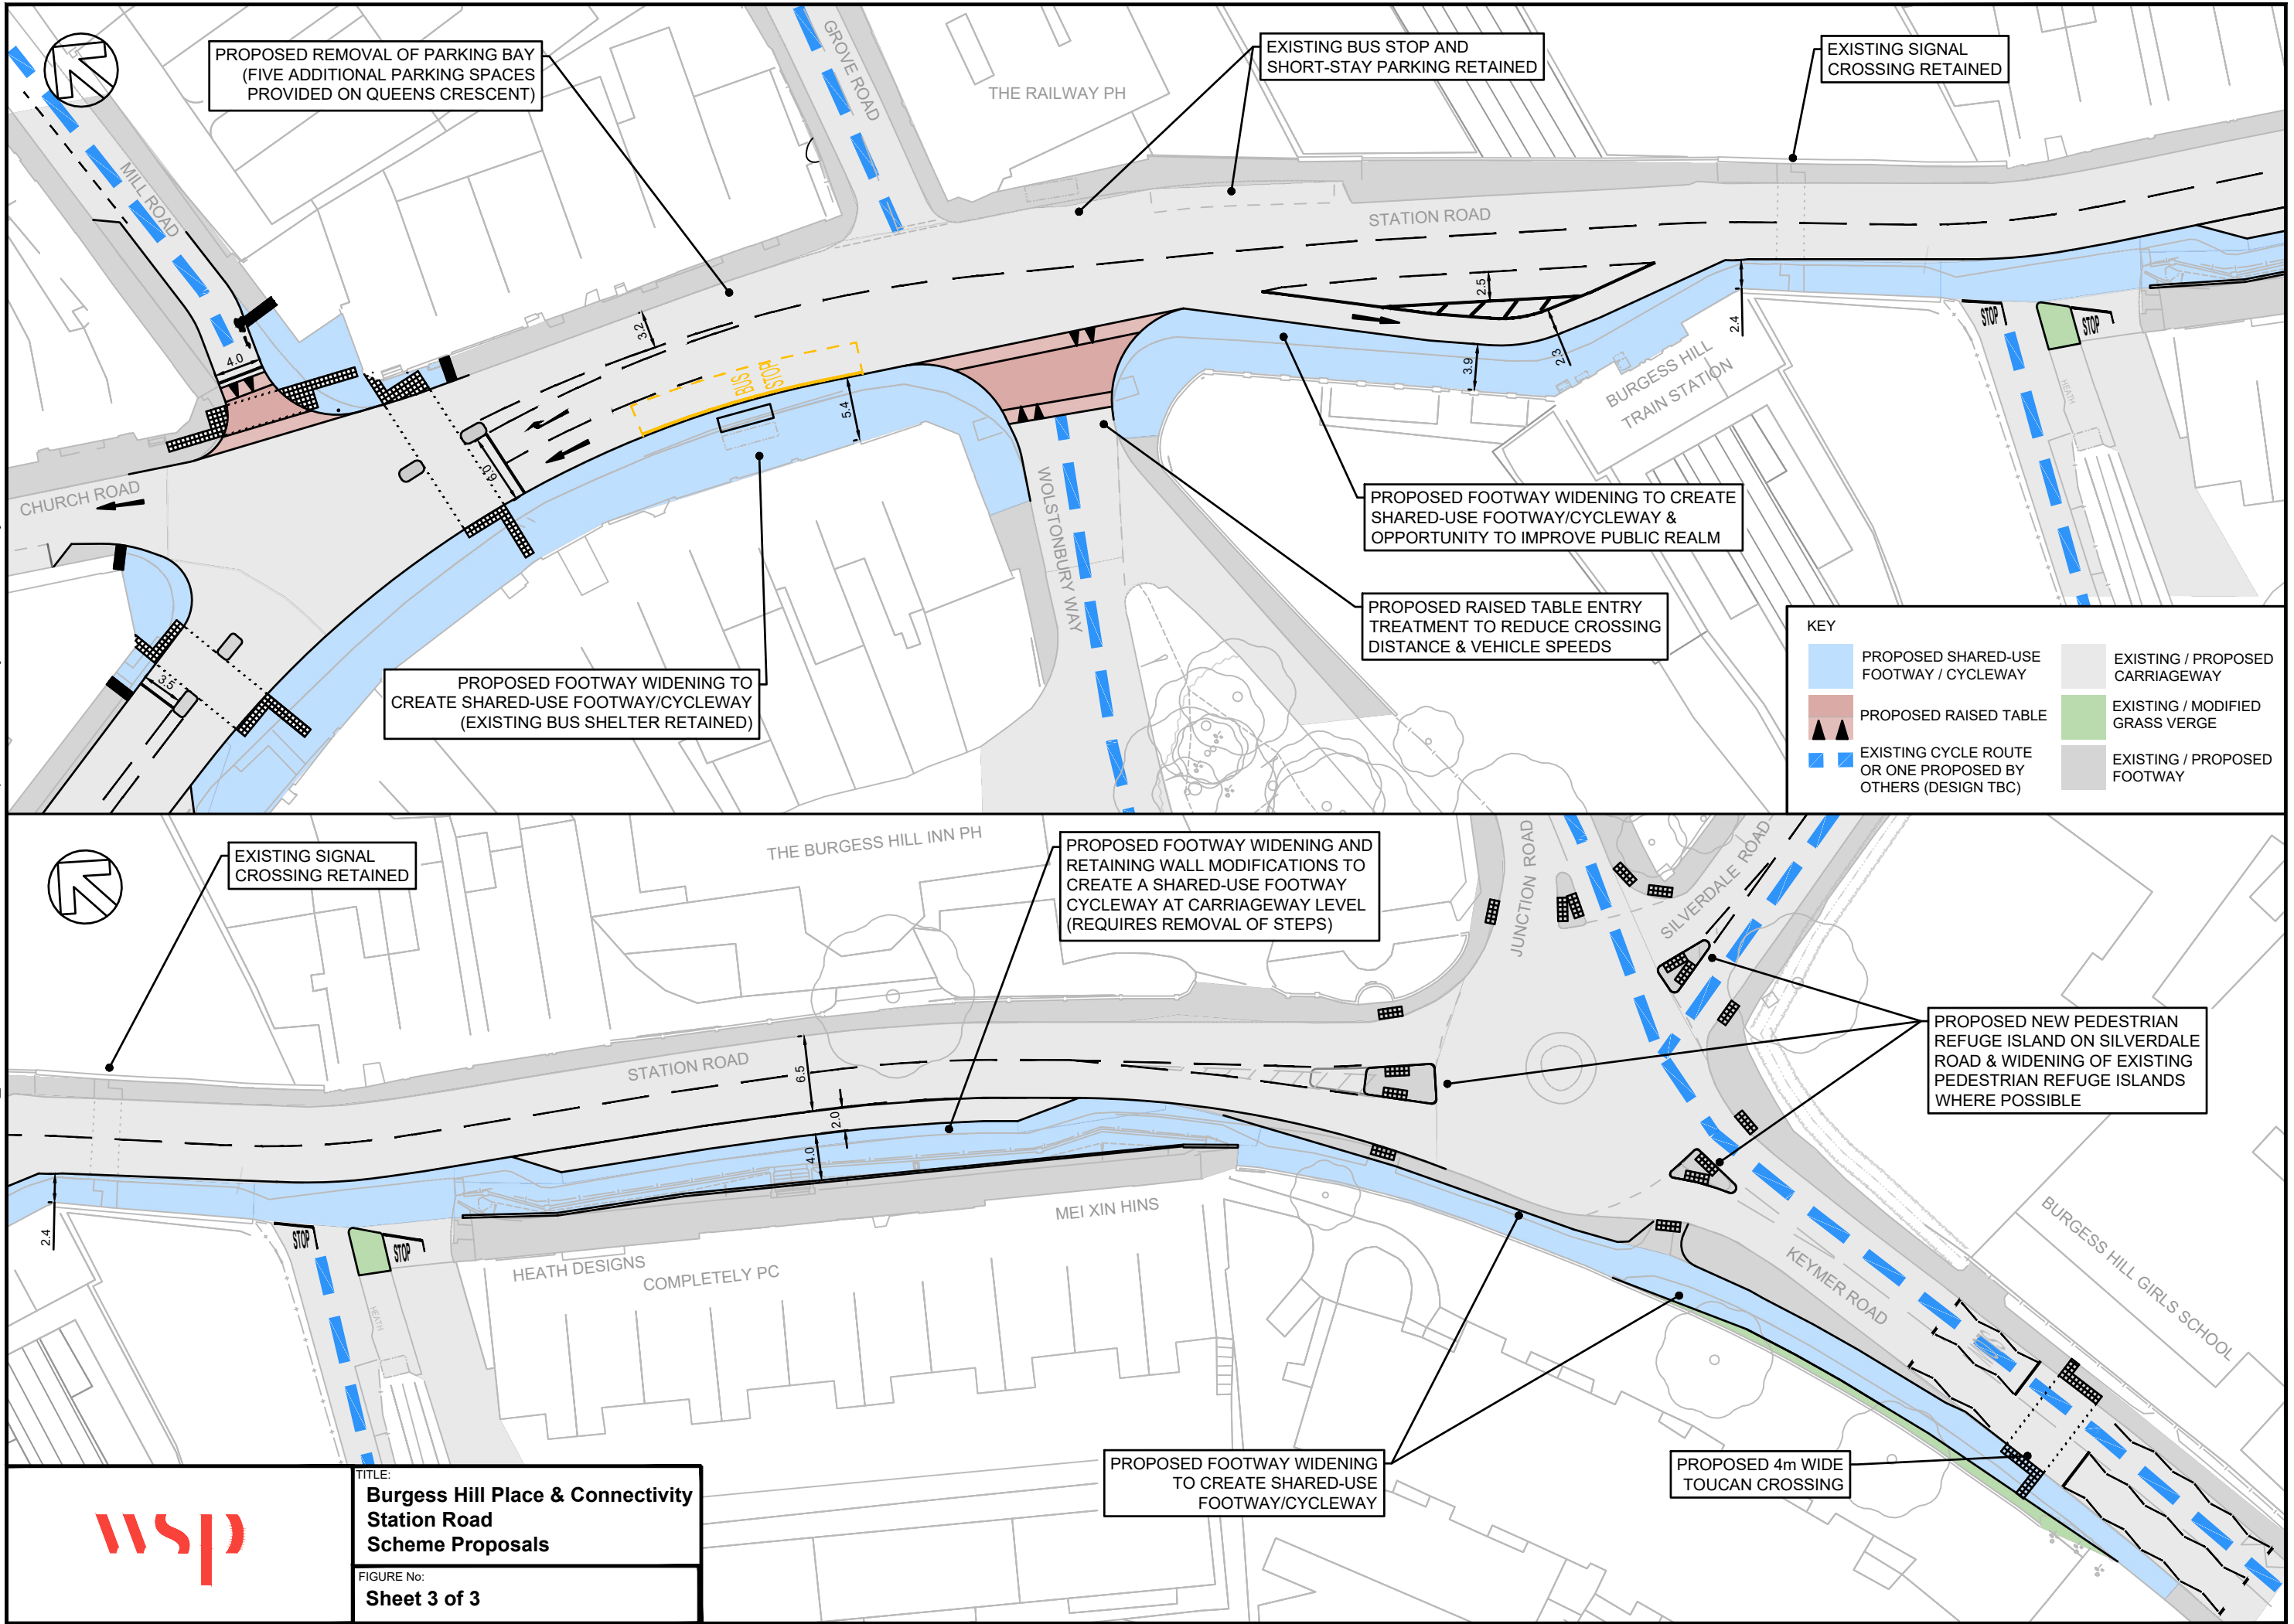 PROPOSED REMOVAL OF PARKING BAY
(FIVE ADDITIONAL PARKING SPACES
PROVIDED ON QUEENS CRESCENT)
GROVE ROAD
THE RAILWAY PH
EXISTING BUS STOP AND
SHORT-STAY PARKING RETAINED
EXISTING SIGNAL
CROSSING RETAINED
MILL ROAD
STATION ROAD
4.0
3.2
BUS
STOP
5.4
6.0
2.5
3.9
2.3
2.4
BURGESS HILL
TRAIN STATION
STOP
STOP
HEATH
CHURCH ROAD
3.5
WOLSTONBURY WAY
PROPOSED FOOTWAY WIDENING TO CREATE
SHARED-USE FOOTWAY/CYCLEWAY &
OPPORTUNITY TO IMPROVE PUBLIC REALM
PROPOSED RAISED TABLE ENTRY
TREATMENT TO REDUCE CROSSING
DISTANCE & VEHICLE SPEEDS
PROPOSED FOOTWAY WIDENING TO
CREATE SHARED-USE FOOTWAY/CYCLEWAY
(EXISTING BUS SHELTER RETAINED)
KEY
PROPOSED SHARED-USE
FOOTWAY / CYCLEWAY
PROPOSED RAISED TABLE
EXISTING CYCLE ROUTE
OR ONE PROPOSED BY
OTHERS (DESIGN TBC)
EXISTING / PROPOSED
CARRIAGEWAY
EXISTING / MODIFIED
GRASS VERGE
EXISTING / PROPOSED
FOOTWAY
EXISTING SIGNAL
CROSSING RETAINED
THE BURGESS HILL INN PH
PROPOSED FOOTWAY WIDENING AND
RETAINING WALL MODIFICATIONS TO
CREATE A SHARED-USE FOOTWAY
CYCLEWAY AT CARRIAGEWAY LEVEL
(REQUIRES REMOVAL OF STEPS)
JUNCTION ROAD
SILVERDALE ROAD
STATION ROAD
6.5
2.0
4.0
2.4
STOP
STOP
HEATH
HEATH DESIGNS
COMPLETELY PC
MEI XIN HINS
PROPOSED NEW PEDESTRIAN
REFUGE ISLAND ON SILVERDALE
ROAD & WIDENING OF EXISTING
PEDESTRIAN REFUGE ISLANDS
WHERE POSSIBLE
KEYMER ROAD
BURGESS HILL GIRLS SCHOOL
PROPOSED FOOTWAY WIDENING
TO CREATE SHARED-USE
FOOTWAY/CYCLEWAY
PROPOSED 4m WIDE
TOUCAN CROSSING
wsp
TITLE:
Burgess Hill Place & Connectivity
Station Road
Scheme Proposals
FIGURE No:
Sheet 3 of 3